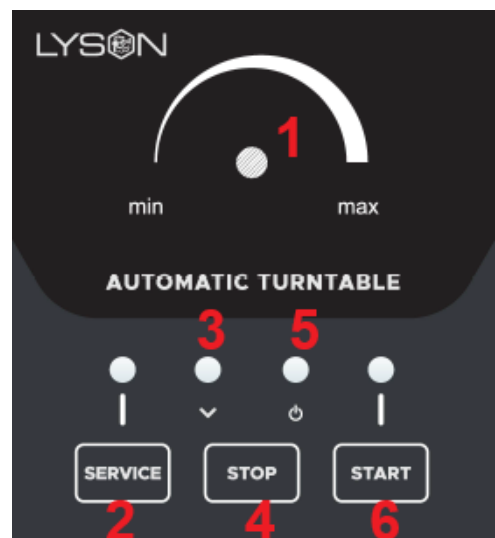 LYSON
1
min max
AUTOMATIC TURNTABLE
3 5
SERVICE STOP START
2 4 6